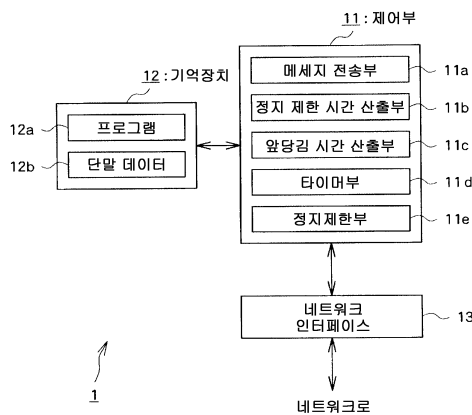 11 : 제어부
메세지 전송부
11a
정지 제한 시간 산출부
11b
앞당김 시간 산출부
11c
타이머부
11d
정지제한부
11e
12 : 기억장치
12a
프로그램
12b
단말 데이터
네트워크
인터페이스
13
네트워크로
1